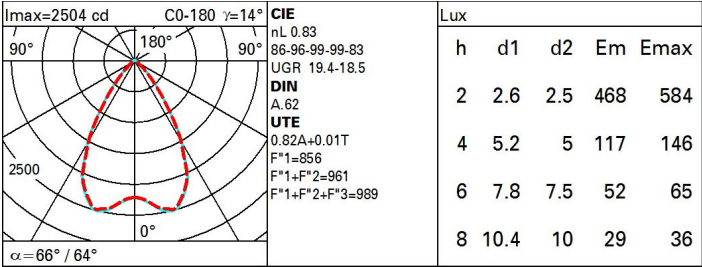 Imax=2504 cd C0-180 γ=14°
90° 180° 90°
2500
0°
α=66° / 64°
CIE
nL 0.83
86-96-99-99-83
UGR 19.4-18.5
DIN
A.62
UTE
0.82A+0.01T
F"1=856
F"1+F"2=961
F"1+F"2+F"3=989
Lux
h d1 d2 Em Emax
2 2.6 2.5 468 584
4 5.2 5 117 146
6 7.8 7.5 52 65
8 10.4 10 29 36